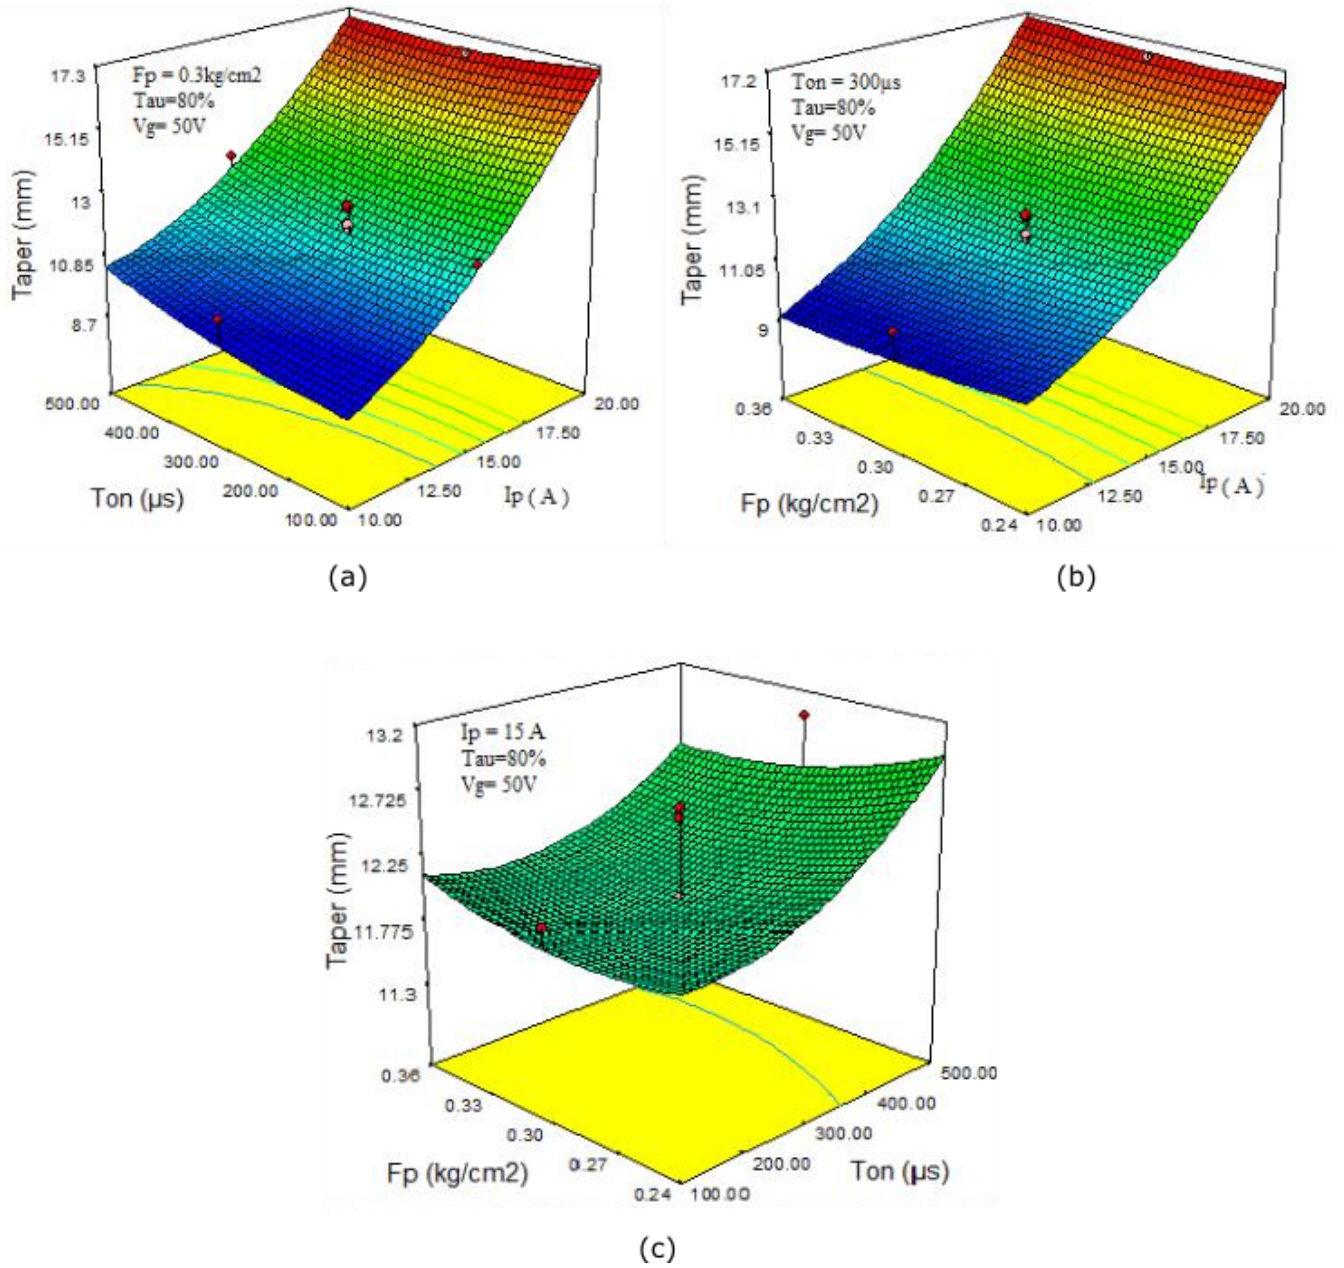 Fp = 0.3kg/cm2
Tau=80%
Vg= 50V
17.3
15.15
13
10.85
8.7
Taper (mm)
500.00
400.00
300.00
200.00
100.00
Ton (µs)
10.00
12.50
15.00
17.50
20.00
Ip ( A )
(a)
Ton = 300µs
Tau=80%
Vg= 50V
17.2
15.15
13.1
11.05
9
Taper (mm)
0.36
0.33
0.30
0.27
0.24
Fp (kg/cm2)
10.00
12.50
15.00
17.50
20.00
Ip ( A )
(b)
Ip = 15 A
Tau=80%
Vg= 50V
13.2
12.725
12.25
11.775
11.3
Taper (mm)
0.36
0.33
0.30
0.27
0.24
Fp (kg/cm2)
100.00
200.00
300.00
400.00
500.00
Ton (µs)
(c)